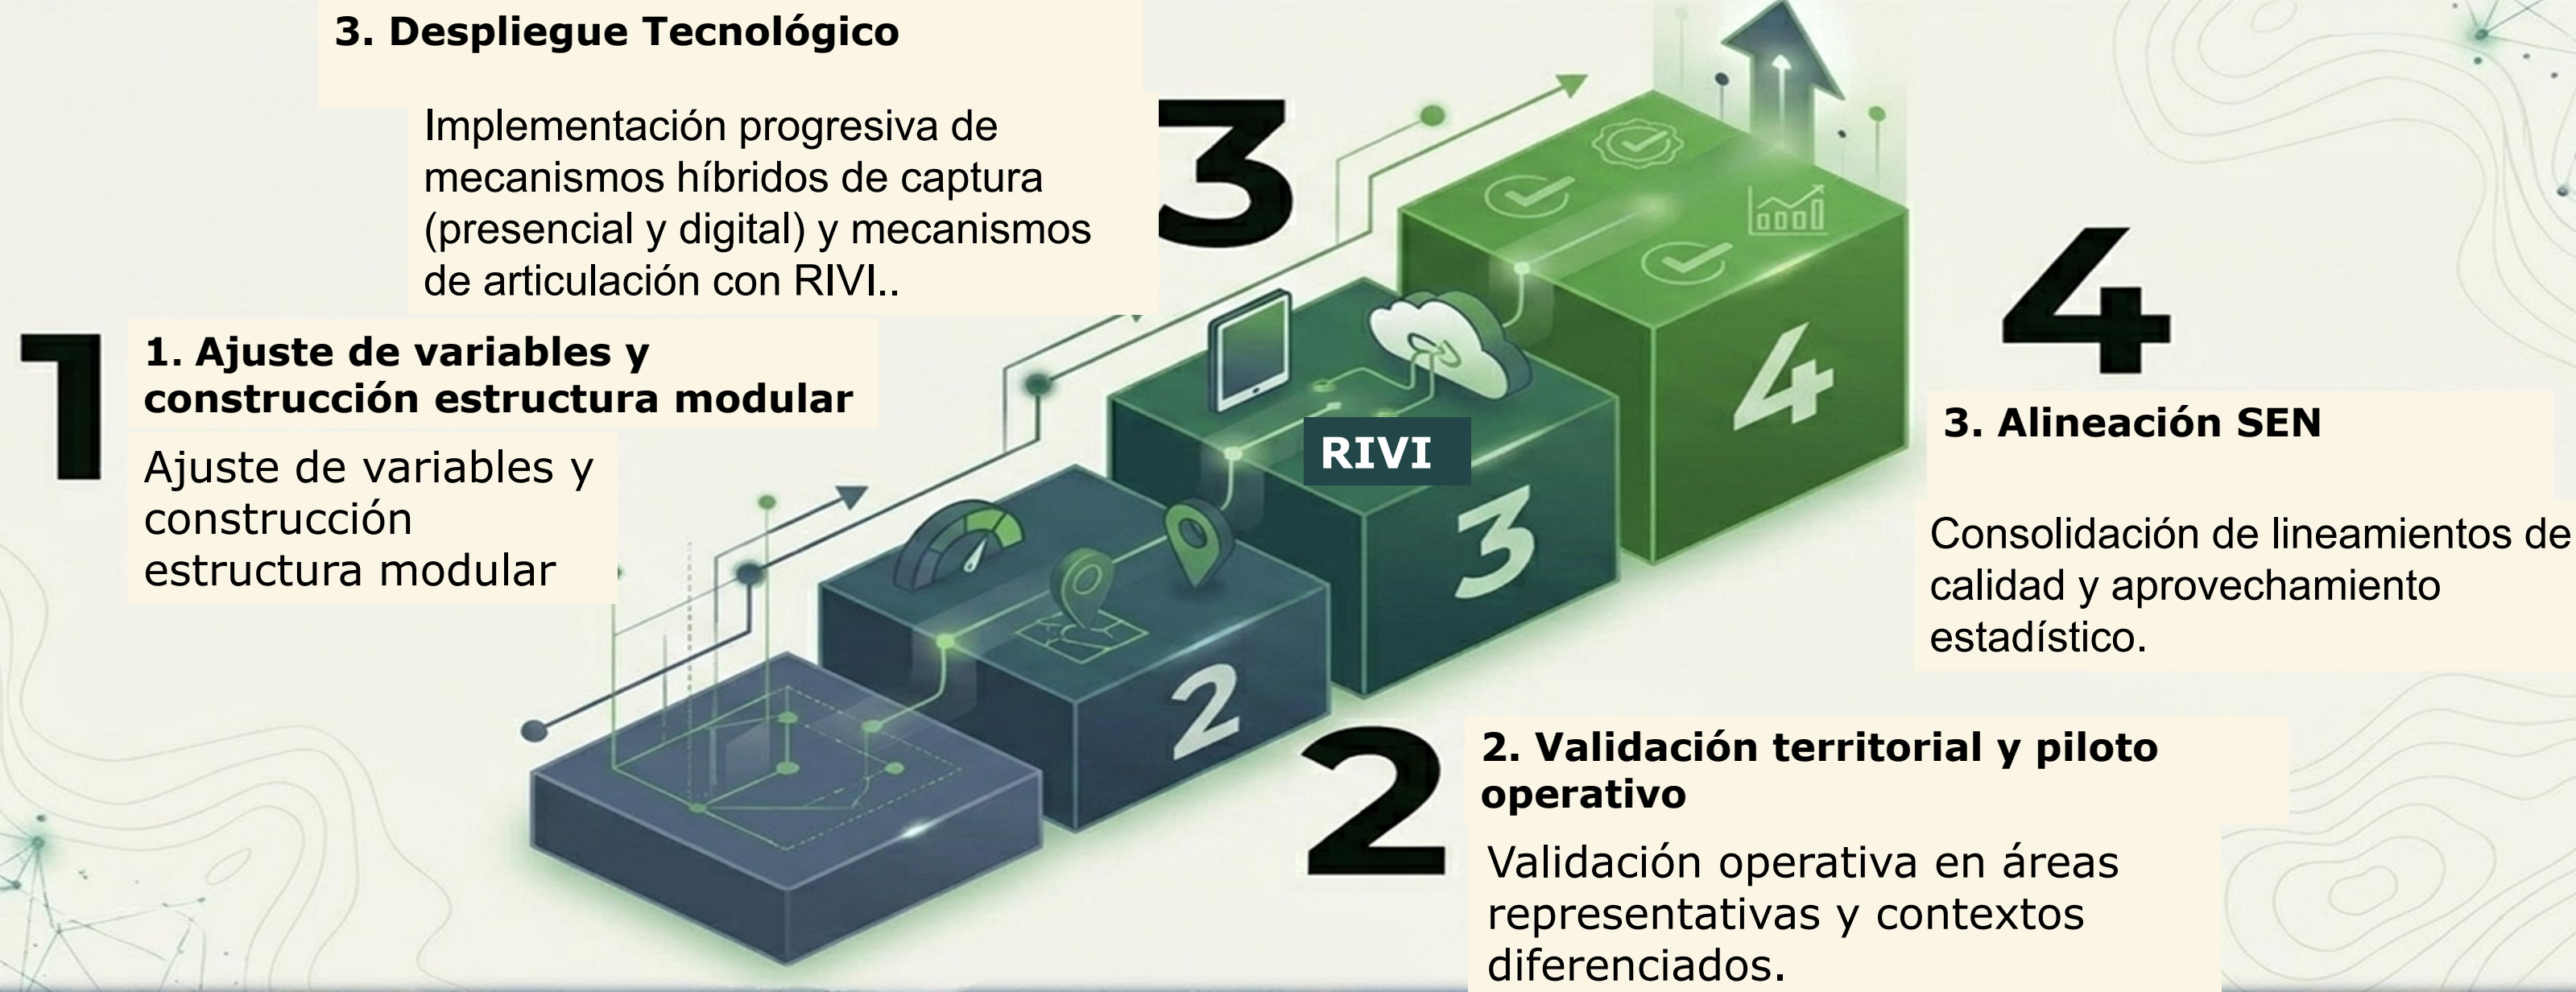 3. Despliegue Tecnológico
Implementación progresiva de
mecanismos híbridos de captura
(presencial y digital) y mecanismos
de articulación con RIVI..
3
1
1. Ajuste de variables y
construcción estructura modular
Ajuste de variables y
construcción
estructura modular
4
3. Alineación SEN
Consolidación de lineamientos de
calidad y aprovechamiento
estadístico.
4
RIVI
3
2
2
2. Validación territorial y piloto
operativo
Validación operativa en áreas
representativas y contextos
diferenciados.